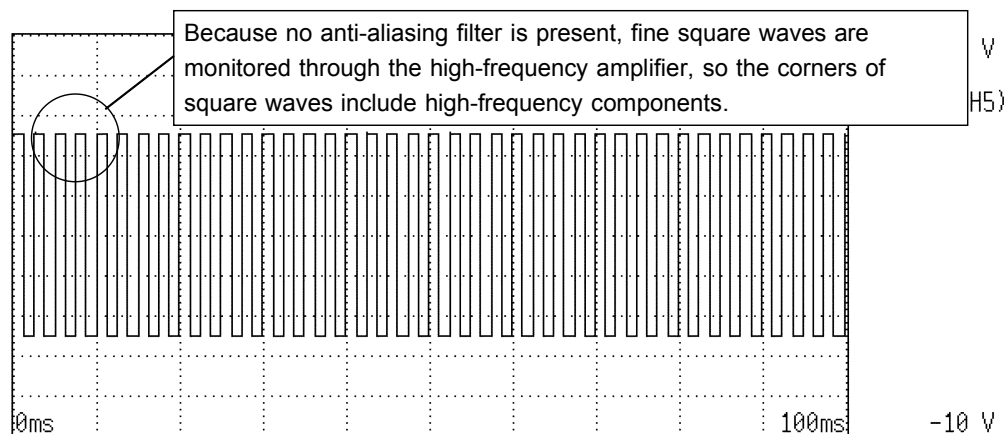 Because no anti-aliasing filter is present, fine square waves are
monitored through the high-frequency amplifier, so the corners of
square waves include high-frequency components.
V
H5)
0ms
100ms
-10 V